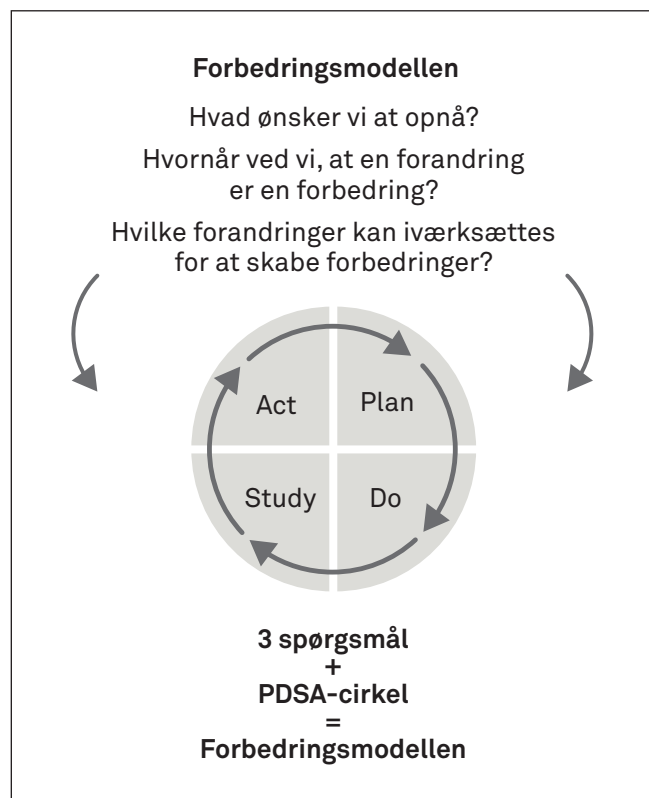 Forbedringsmodellen
Hvad ønsker vi at opnå?
Hvornår ved vi, at en forandring
er en forbedring?
Hvilke forandringer kan iværksættes
for at skabe forbedringer?
Act
Plan
Study
Do
3 spørgsmål
+
PDSA-cirkel
=
Forbedringsmodellen